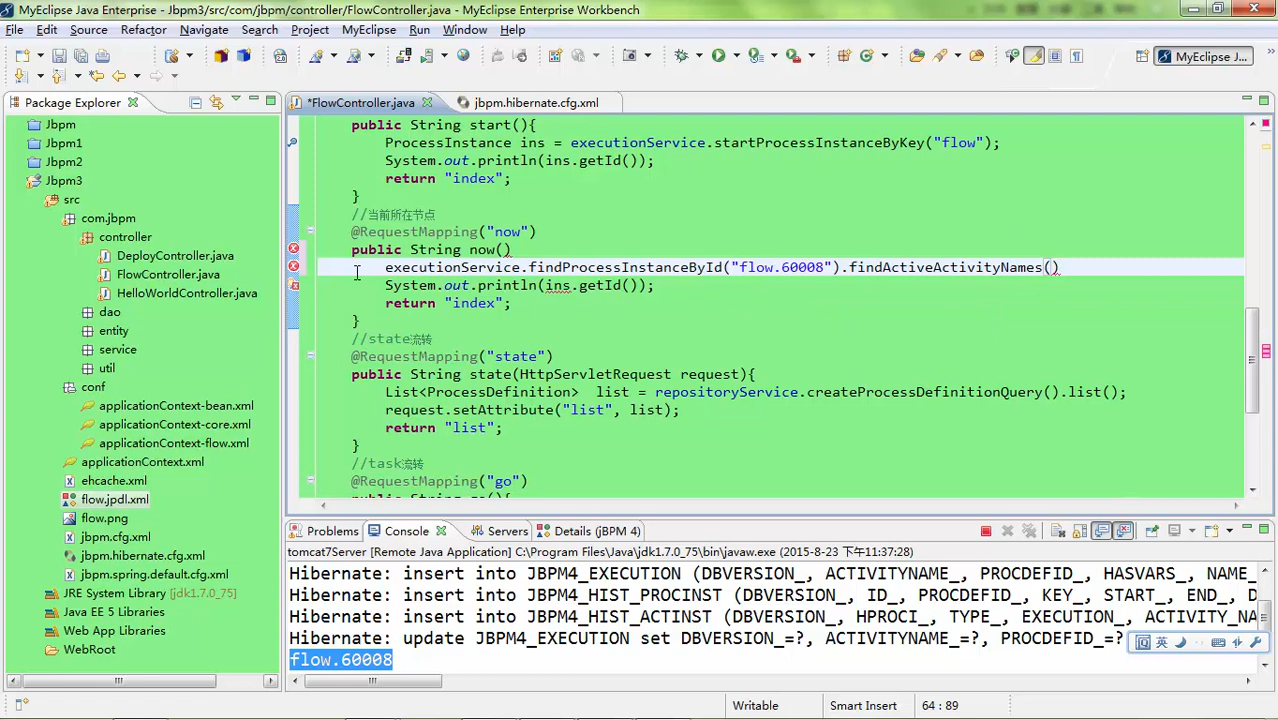 MyEclipse Java Enterprise - Jbpm3/src/com/jbpm/controller/FlowController.java - MyEclipse Enterprise Workbench
File Edit Source Refactor Navigate Search Project MyEclipse Run Window Help
MyEclipse J...
Package Explorer
*FlowController.java
jbpm.hibernate.cfg.xml
Jbpm
Jbpm1
Jbpm2
Jbpm3
src
com.jbpm
controller
DeployController.java
FlowController.java
HelloWorldController.java
dao
entity
service
util
conf
applicationContext-bean.xml
applicationContext-core.xml
applicationContext-flow.xml
applicationContext.xml
ehcache.xml
flow.jpdl.xml
flow.png
jbpm.cfg.xml
jbpm.hibernate.cfg.xml
jbpm.spring.default.cfg.xml
JRE System Library [jdk1.7.0_75]
Java EE 5 Libraries
Web App Libraries
WebRoot
public String start(){
ProcessInstance ins = executionService.startProcessInstanceByKey("flow");
System.out.println(ins.getId());
return "index";
}
//当前所在节点
@RequestMapping("now")
public String now()
executionService.findProcessInstanceById("flow.60008").findActiveActivityNames()
System.out.println(ins.getId());
return "index";
}
//state流转
@RequestMapping("state")
public String state(HttpServletRequest request){
List<ProcessDefinition> list = repositoryService.createProcessDefinitionQuery().list();
request.setAttribute("list", list);
return "list";
}
//task流转
@RequestMapping("go")
public String go(){
Problems Console Servers Details (jBPM 4)
tomcat7Server [Remote Java Application] C:\Program Files\Java\jdk1.7.0_75\bin\javaw.exe (2015-8-23 下午11:37:28)
Hibernate: insert into JBPM4_EXECUTION (DBVERSION_, ACTIVITYNAME_, PROCDEFID_, HASVARS_, NAME_
Hibernate: insert into JBPM4_HIST_PROCINST (DBVERSION_, ID_, PROCDEFID_, KEY_, START_, END_, D
Hibernate: insert into JBPM4_HIST_ACTINST (DBVERSION_, HPROCI_, TYPE_, EXECUTION_, ACTIVITY_NA
Hibernate: update JBPM4_EXECUTION set DBVERSION_=?, ACTIVITYNAME_=?, PROCDEFID_=?
英
flow.60008
Writable
Smart Insert
64 : 89